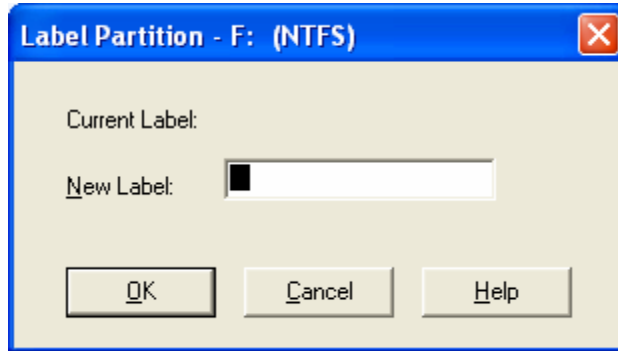 Label Partition - F: (NTFS)
Current Label:
New Label:
OK Cancel Help